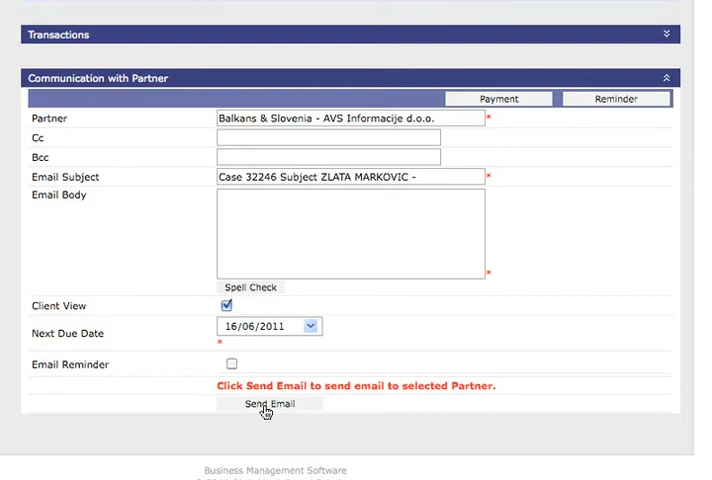 Transactions
Communication with Partner
Payment
Reminder
Partner
Balkans & Slovenia - AVS Informacije d.o.o. *
Cc
Bcc
Email Subject
Case 32246 Subject ZLATA MARKOVIC - *
Email Body
*
Spell Check
Client View
Next Due Date
16/06/2011
*
Email Reminder
Click Send Email to send email to selected Partner.
Send Email
Business Management Software